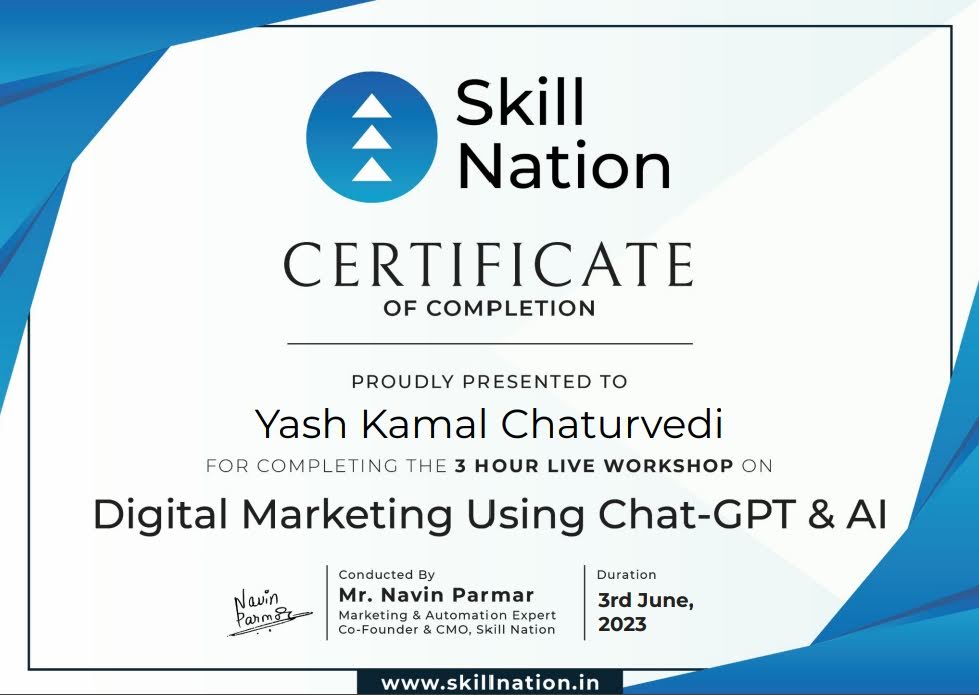 Skill
Nation
CERTIFICATE
OF COMPLETION
PROUDLY PRESENTED TO
Yash Kamal Chaturvedi
FOR COMPLETING THE 3 HOUR LIVE WORKSHOP ON
Digital Marketing Using Chat-GPT & AI
Navin
Parmar
Conducted By
Mr. Navin Parmar
Marketing & Automation Expert
Co-Founder & CMO, Skill Nation
Duration
3rd June,
2023
www.skillnation.in